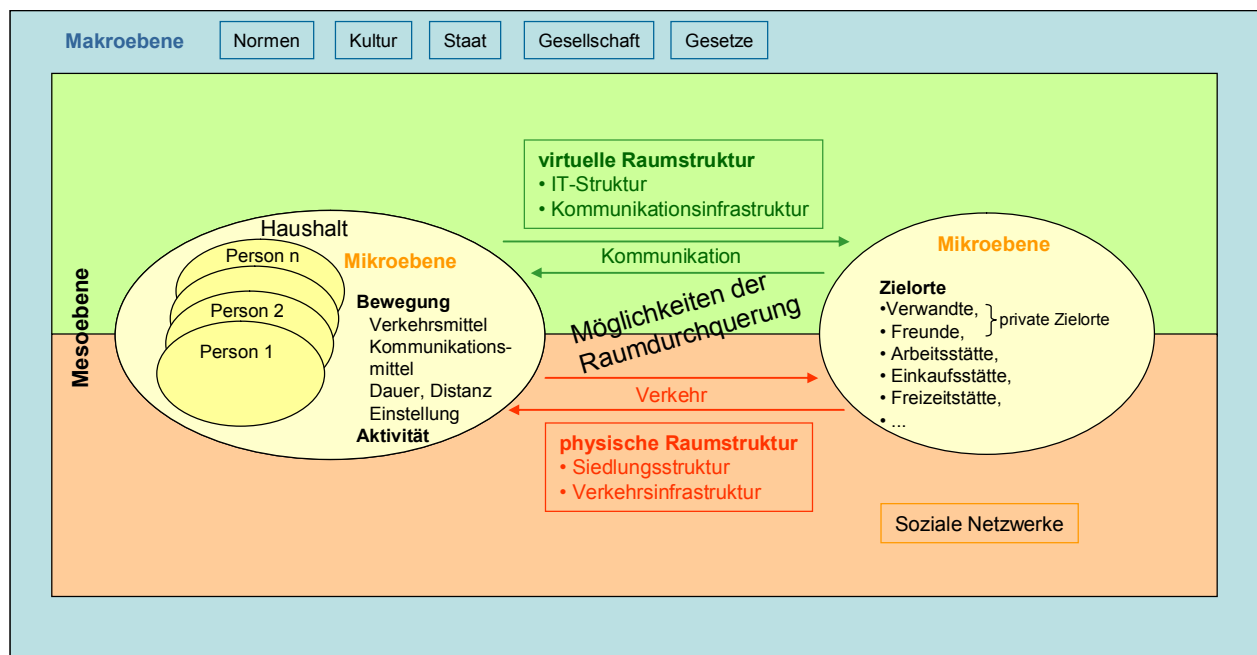 Makroebene
Normen
Kultur
Staat
Gesellschaft
Gesetze
Mesoebene
virtuelle Raumstruktur
• IT-Struktur
• Kommunikationsinfrastruktur
Haushalt
Person n
Person 2
Person 1
Mikroebene
Bewegung
Verkehrsmittel
Kommunikations-
mittel
Dauer, Distanz
Einstellung
Aktivität
Kommunikation
Möglichkeiten der
Raumdurchquerung
Verkehr
physische Raumstruktur
• Siedlungsstruktur
• Verkehrsinfrastruktur
Mikroebene
Zielorte
•Verwandte,
• Freunde,
private Zielorte
• Arbeitsstätte,
• Einkaufsstätte,
• Freizeitstätte,
• ...
Soziale Netzwerke